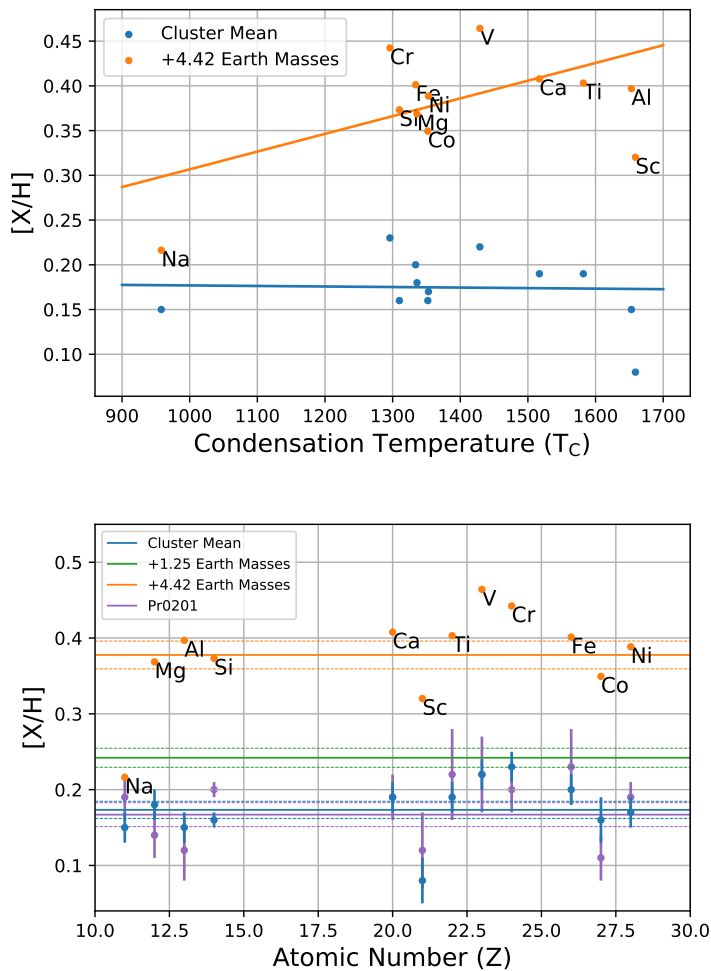 Cluster Mean
+4.42 Earth Masses
0.45
0.40
0.35
0.30
0.25
0.20
0.15
0.10
[X/H]
V
Cr
Fe
Ni
Ca
Ti
Al
Si
Mg
Co
Sc
Na
900 1000 1100 1200 1300 1400 1500 1600 1700
Condensation Temperature (T_C)
Cluster Mean
+1.25 Earth Masses
+4.42 Earth Masses
Pr0201
0.5
0.4
0.3
0.2
0.1
[X/H]
V
Cr
Ca
Ti
Fe
Ni
Al
Mg
Si
Co
Sc
Na
10.0 12.5 15.0 17.5 20.0 22.5 25.0 27.5 30.0
Atomic Number (Z)